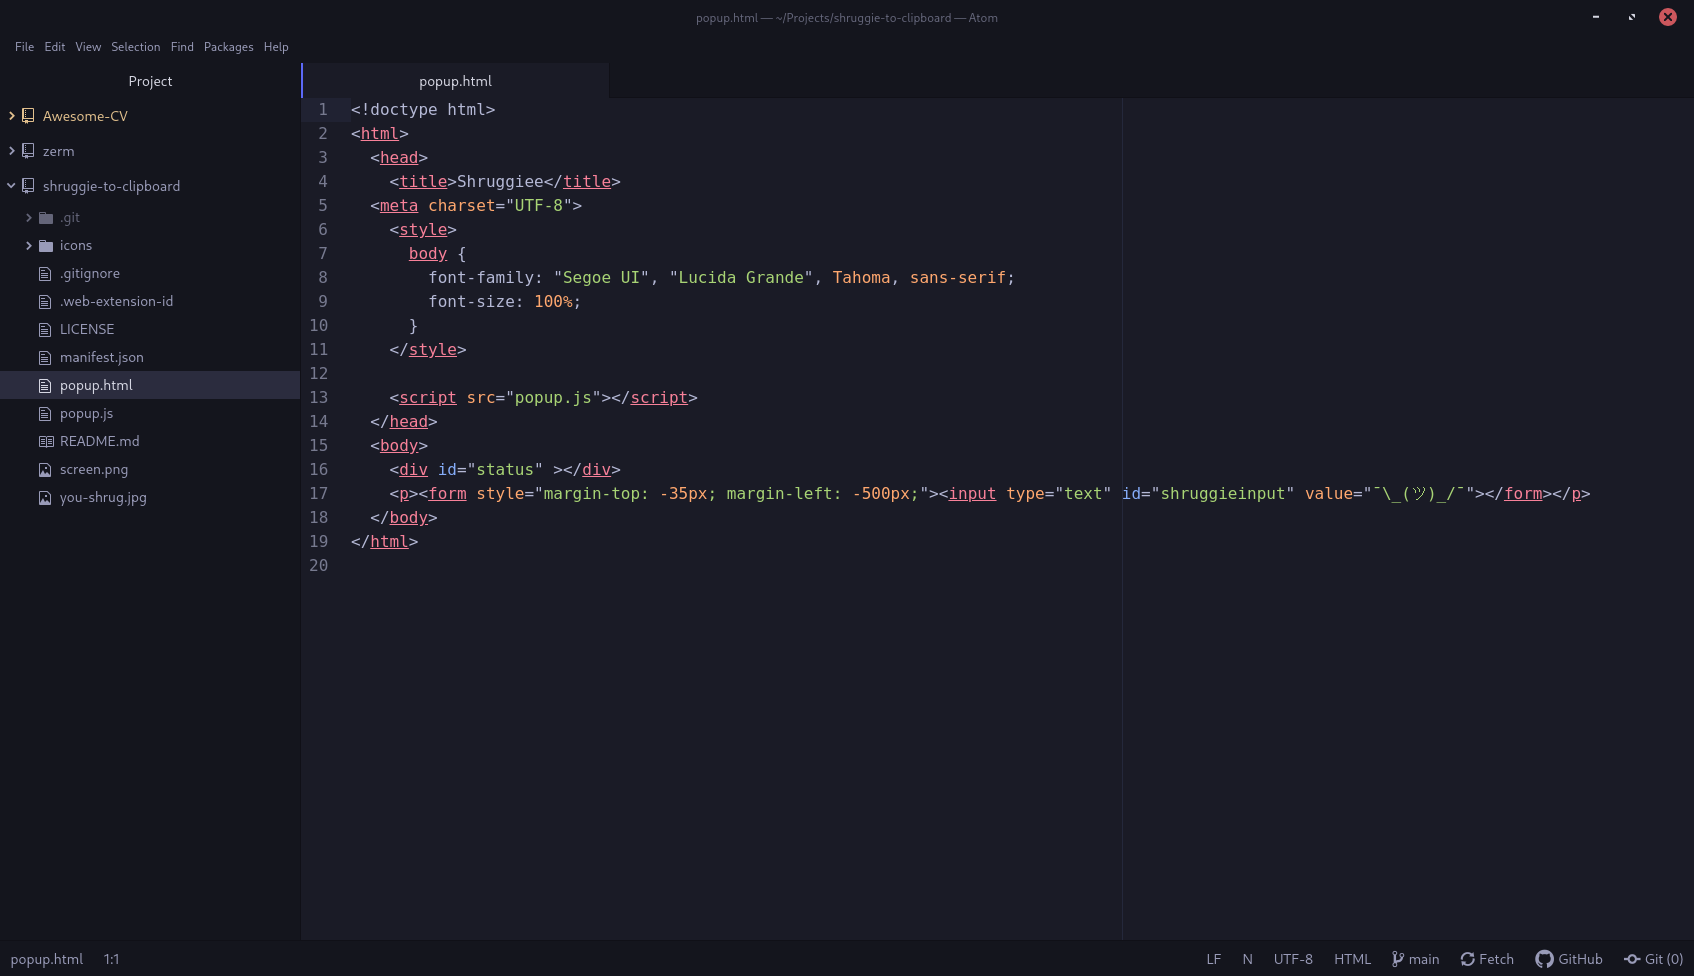 popup.html — ~/Projects/shruggie-to-clipboard — Atom
File Edit View Selection Find Packages Help
Project
Awesome-CV
zerm
shruggie-to-clipboard
.git
icons
.gitignore
.web-extension-id
LICENSE
manifest.json
popup.html
popup.js
README.md
screen.png
you-shrug.jpg
popup.html
1 <!doctype html>
2 <html>
3   <head>
4     <title>Shruggiee</title>
5   <meta charset="UTF-8">
6     <style>
7       body {
8         font-family: "Segoe UI", "Lucida Grande", Tahoma, sans-serif;
9         font-size: 100%;
10       }
11     </style>
12
13     <script src="popup.js"></script>
14   </head>
15   <body>
16     <div id="status" ></div>
17     <p><form style="margin-top: -35px; margin-left: -500px;"><input type="text" id="shruggieinput" value="¯\_(ツ)_/¯"></form></p>
18   </body>
19 </html>
20
popup.html 1:1 LF N UTF-8 HTML main Fetch GitHub Git (0)